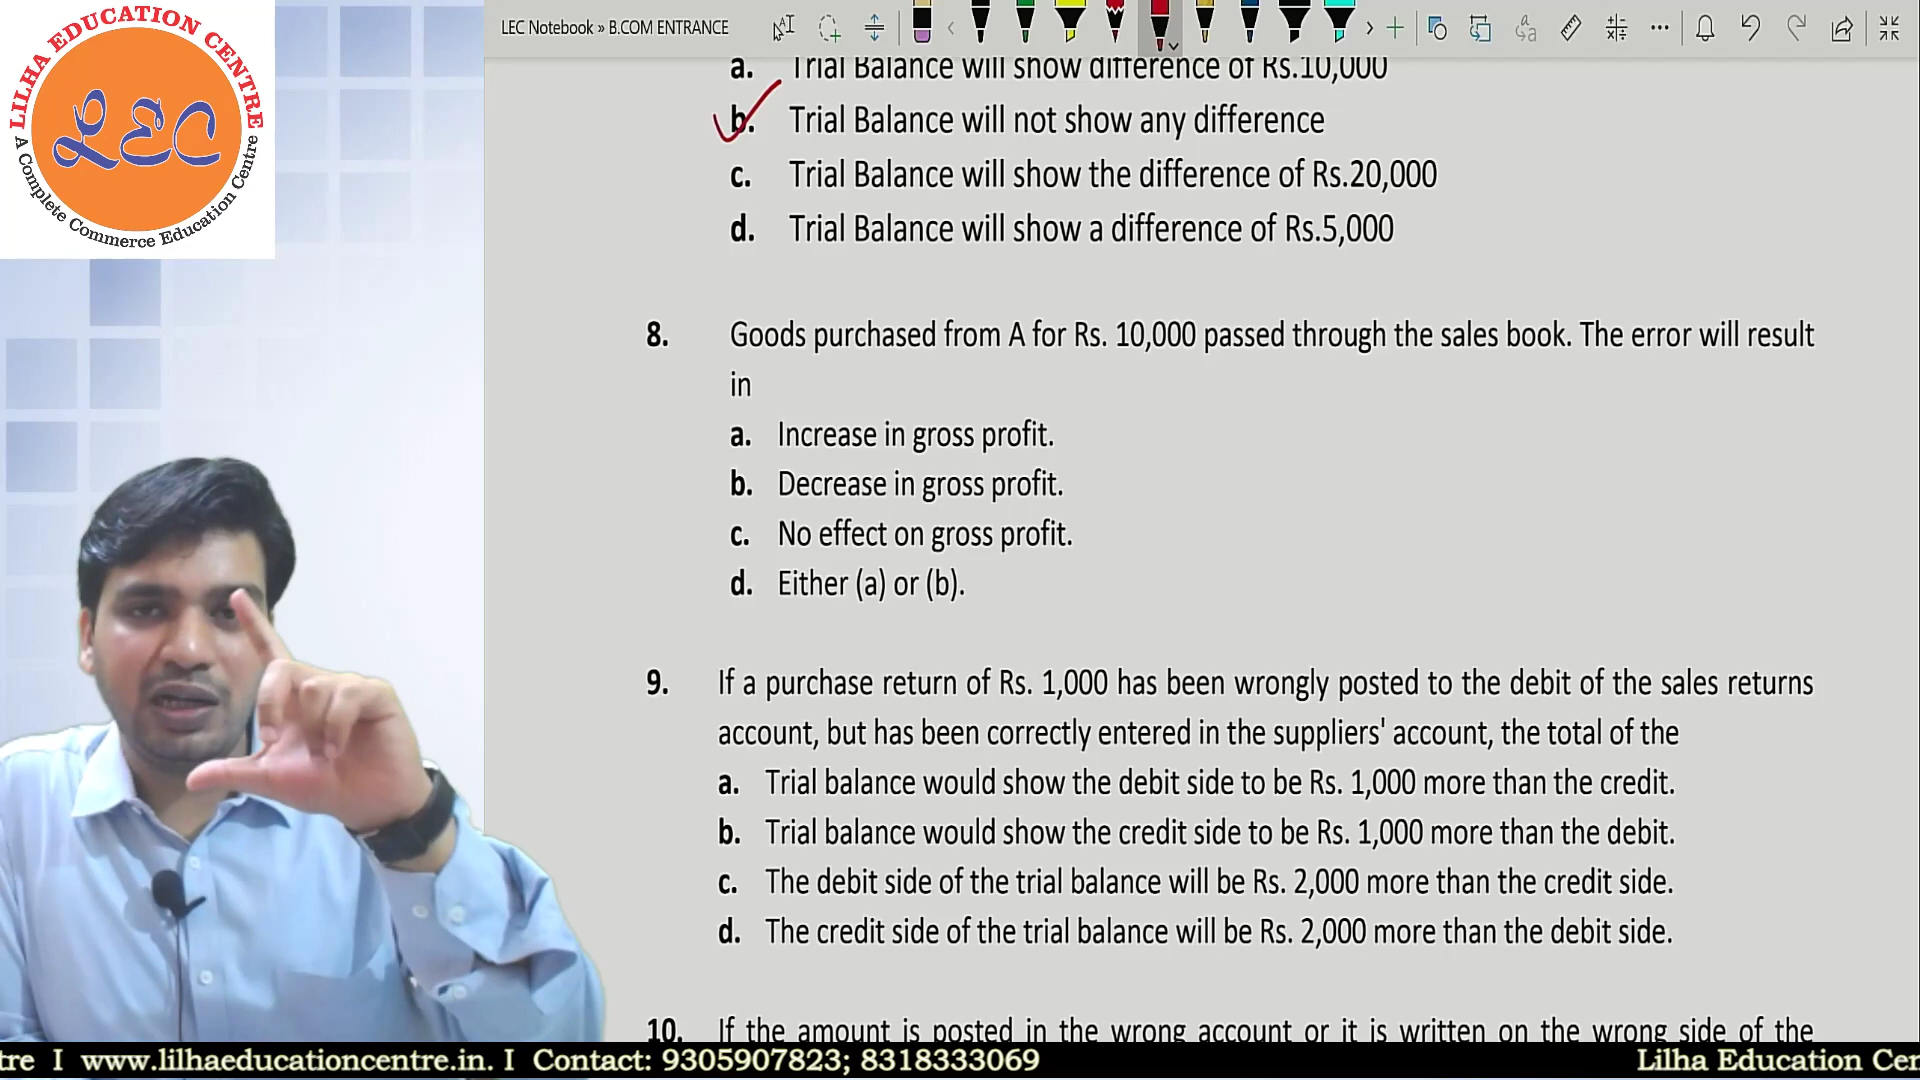 LILHA EDUCATION CENTRE
LEC
A Complete Commerce Education Centre
LEC Notebook » B.COM ENTRANCE
a. Trial Balance will show difference of Rs.10,000
b. Trial Balance will not show any difference
c. Trial Balance will show the difference of Rs.20,000
d. Trial Balance will show a difference of Rs.5,000
8. Goods purchased from A for Rs. 10,000 passed through the sales book. The error will result
in
a. Increase in gross profit.
b. Decrease in gross profit.
c. No effect on gross profit.
d. Either (a) or (b).
9. If a purchase return of Rs. 1,000 has been wrongly posted to the debit of the sales returns
account, but has been correctly entered in the suppliers' account, the total of the
a. Trial balance would show the debit side to be Rs. 1,000 more than the credit.
b. Trial balance would show the credit side to be Rs. 1,000 more than the debit.
c. The debit side of the trial balance will be Rs. 2,000 more than the credit side.
d. The credit side of the trial balance will be Rs. 2,000 more than the debit side.
10. If the amount is posted in the wrong account or it is written on the wrong side of the
tre I www.lilhaeducationcentre.in. I Contact: 9305907823; 8318333069 Lilha Education Cen